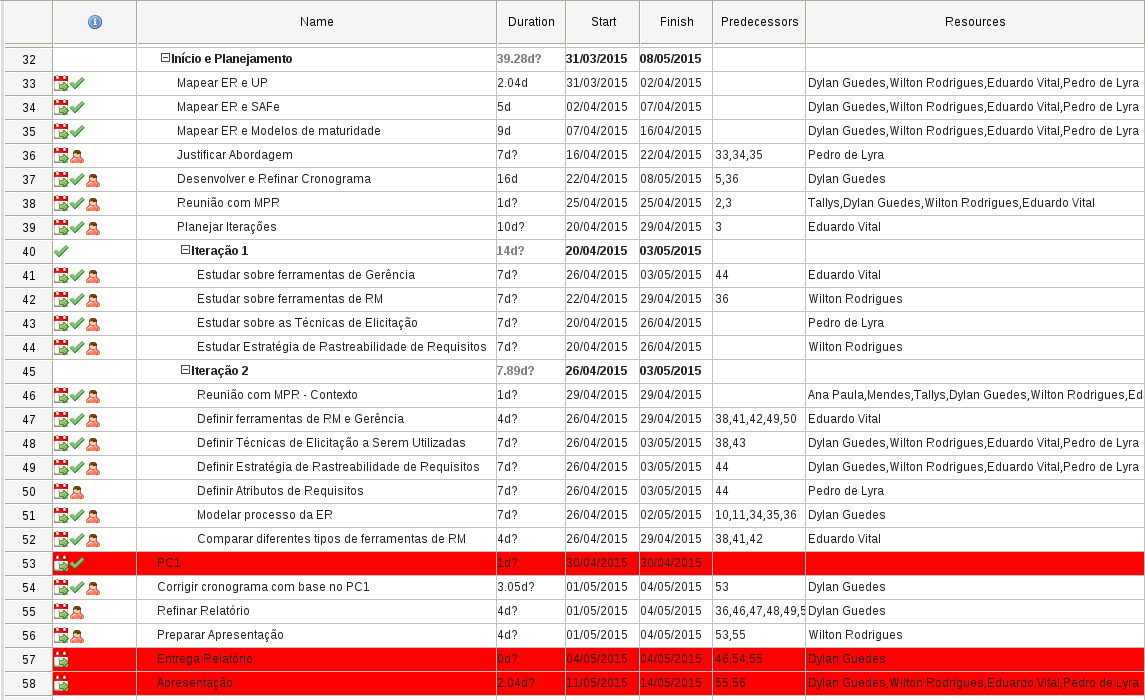 Name Duration Start Finish Predecessors Resources
32 Início e Planejamento 39.28d? 31/03/2015 08/05/2015
33 Mapear ER e UP 2.04d 31/03/2015 02/04/2015 Dylan Guedes,Wilton Rodrigues,Eduardo Vital,Pedro de Lyra
34 Mapear ER e SAFe 5d 02/04/2015 07/04/2015 Dylan Guedes,Wilton Rodrigues,Eduardo Vital,Pedro de Lyra
35 Mapear ER e Modelos de maturidade 9d 07/04/2015 16/04/2015 Dylan Guedes,Wilton Rodrigues,Eduardo Vital,Pedro de Lyra
36 Justificar Abordagem 7d? 16/04/2015 22/04/2015 33,34,35 Pedro de Lyra
37 Desenvolver e Refinar Cronograma 16d 22/04/2015 08/05/2015 5,36 Dylan Guedes
38 Reunião com MPR 1d? 25/04/2015 25/04/2015 2,3 Tallys,Dylan Guedes,Wilton Rodrigues,Eduardo Vital
39 Planejar Iterações 10d? 20/04/2015 29/04/2015 3 Eduardo Vital
40 Iteração 1 14d? 20/04/2015 03/05/2015
41 Estudar sobre ferramentas de Gerência 7d? 26/04/2015 03/05/2015 44 Eduardo Vital
42 Estudar sobre ferramentas de RM 7d? 22/04/2015 29/04/2015 36 Wilton Rodrigues
43 Estudar sobre as Técnicas de Elicitação 7d? 20/04/2015 26/04/2015 Pedro de Lyra
44 Estudar Estratégia de Rastreabilidade de Requisitos 7d? 20/04/2015 26/04/2015 Wilton Rodrigues
45 Iteração 2 7.89d? 26/04/2015 03/05/2015
46 Reunião com MPR - Contexto 1d? 29/04/2015 29/04/2015 Ana Paula,Mendes,Tallys,Dylan Guedes,Wilton Rodrigues,Ed
47 Definir ferramentas de RM e Gerência 4d? 26/04/2015 29/04/2015 38,41,42,49,50 Eduardo Vital
48 Definir Técnicas de Elicitação a Serem Utilizadas 7d? 26/04/2015 03/05/2015 38,43 Dylan Guedes,Wilton Rodrigues,Eduardo Vital,Pedro de Lyra
49 Definir Estratégia de Rastreabilidade de Requisitos 7d? 26/04/2015 03/05/2015 44 Dylan Guedes,Wilton Rodrigues,Eduardo Vital,Pedro de Lyra
50 Definir Atributos de Requisitos 7d? 26/04/2015 03/05/2015 44 Pedro de Lyra
51 Modelar processo da ER 7d? 26/04/2015 02/05/2015 10,11,34,35,36 Dylan Guedes
52 Comparar diferentes tipos de ferramentas de RM 4d? 26/04/2015 29/04/2015 38,41,42 Eduardo Vital
53 PC1 1d? 30/04/2015 30/04/2015
54 Corrigir cronograma com base no PC1 3.05d? 01/05/2015 04/05/2015 53 Dylan Guedes
55 Refinar Relatório 4d? 01/05/2015 04/05/2015 36,46,47,48,49,5 Dylan Guedes
56 Preparar Apresentação 4d? 01/05/2015 04/05/2015 53,55 Wilton Rodrigues
57 Entrega Relatório 0d? 04/05/2015 04/05/2015 46,54,55 Dylan Guedes
58 Apresentação 2.04d? 11/05/2015 14/05/2015 55,56 Dylan Guedes,Wilton Rodrigues,Eduardo Vital,Pedro de Lyra